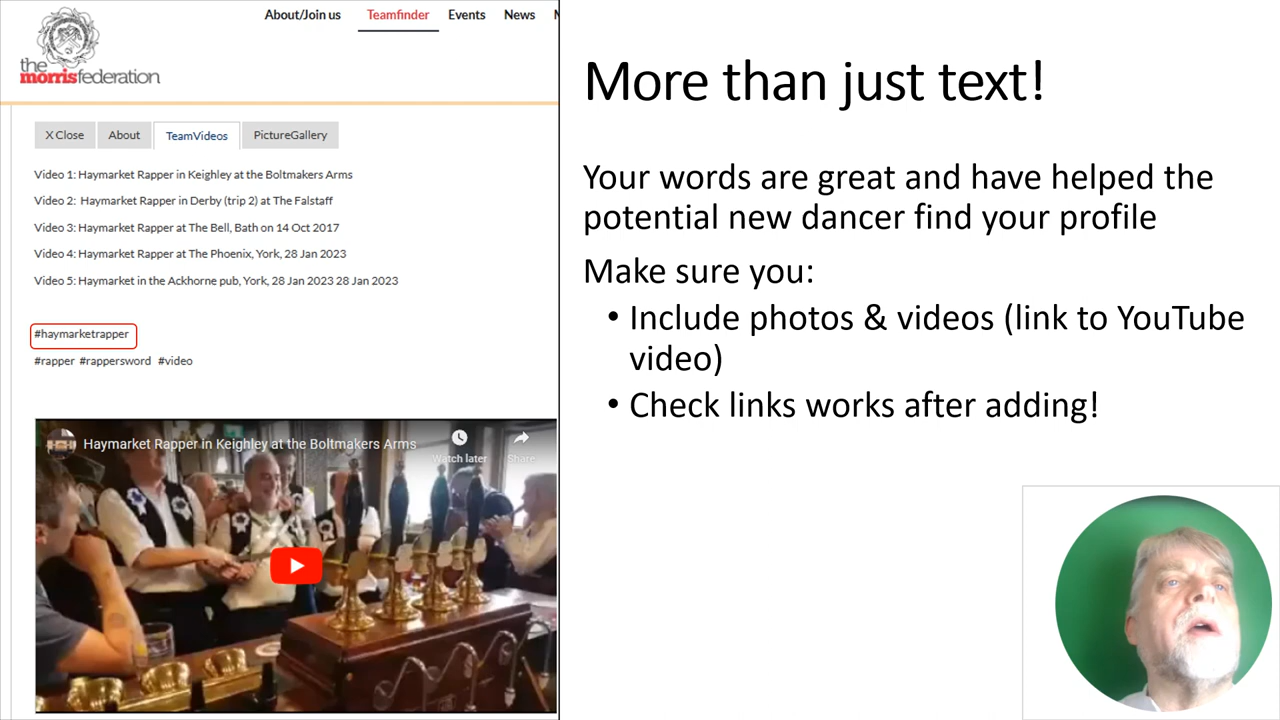 About/Join us Teamfinder Events News
the
morrisfederation
X Close About TeamVideos PictureGallery
Video 1: Haymarket Rapper in Keighley at the Boltmakers Arms
Video 2: Haymarket Rapper in Derby (trip 2) at The Falstaff
Video 3: Haymarket Rapper at The Bell, Bath on 14 Oct 2017
Video 4: Haymarket Rapper at The Phoenix, York, 28 Jan 2023
Video 5: Haymarket in the Ackhorne pub, York, 28 Jan 2023 28 Jan 2023
#haymarketrapper
#rapper #rappersword #video
Haymarket Rapper in Keighley at the Boltmakers Arms
Watch later Share
More than just text!
Your words are great and have helped the
potential new dancer find your profile
Make sure you:
• Include photos & videos (link to YouTube
video)
• Check links works after adding!